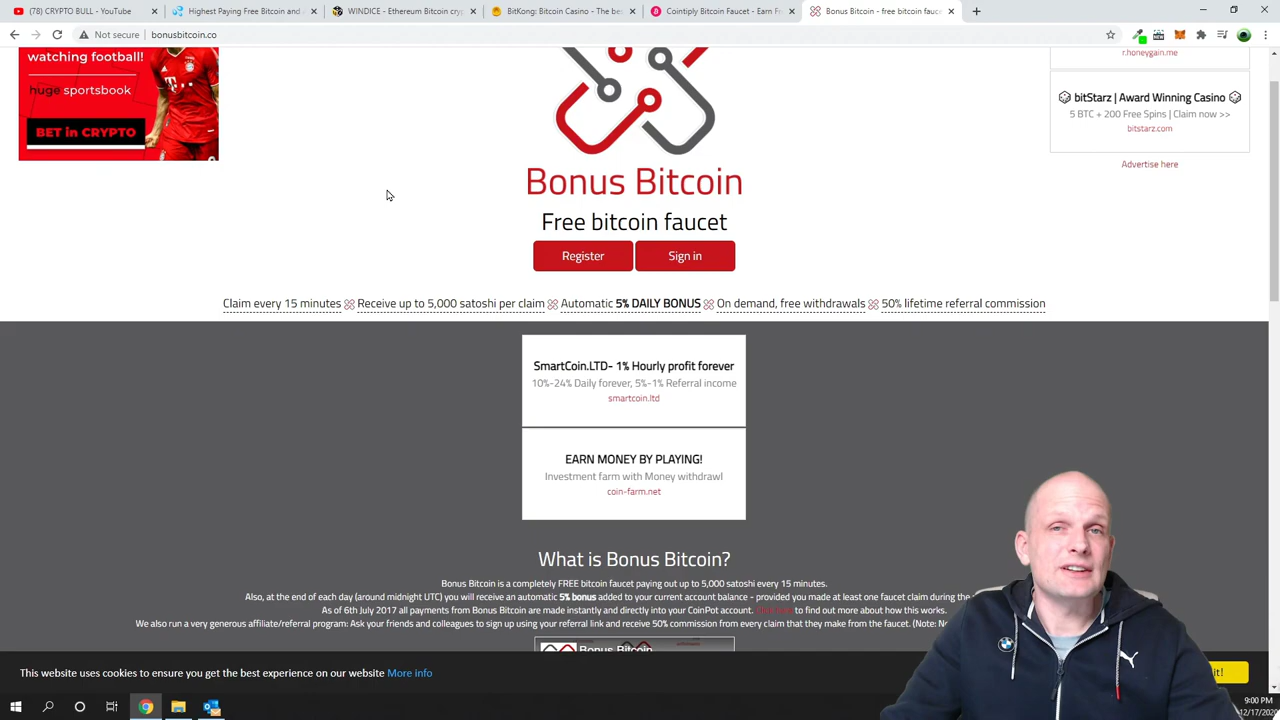 (78) CRYPTO BULL - YouTube
Highest Paying Free Bitcoin and A
WINDICE - Ethereum Bitcoin cryp
BitKong: Bitcoin Casino - The bes
Cointiply Bitcoin Faucet - Earn Fre
Bonus Bitcoin - free bitcoin fauce
Not secure
bonusbitcoin.co
watching football!
huge sportsbook
BET in CRYPTO
r.honeygain.me
bitStarz | Award Winning Casino
5 BTC + 200 Free Spins | Claim now >>
bitstarz.com
Advertise here
Bonus Bitcoin
Free bitcoin faucet
Register
Sign in
Claim every 15 minutes Receive up to 5,000 satoshi per claim Automatic 5% DAILY BONUS On demand, free withdrawals 50% lifetime referral commission
SmartCoin.LTD- 1% Hourly profit forever
10%-24% Daily forever, 5%-1% Referral income
smartcoin.ltd
EARN MONEY BY PLAYING!
Investment farm with Money withdrawl
coin-farm.net
What is Bonus Bitcoin?
Bonus Bitcoin is a completely FREE bitcoin faucet paying out up to 5,000 satoshi every 15 minutes.
Also, at the end of each day (around midnight UTC) you will receive an automatic 5% bonus added to your current account balance - provided you made at least one faucet claim during the
As of 6th July 2017 all payments from Bonus Bitcoin are made instantly and directly into your CoinPot account. to find out more about how this works.
We also run a very generous affiliate/referral program: Ask your friends and colleagues to sign up using your referral link and receive 50% commission from every claim that they make from the faucet. (Note:
Bonus Bitcoin
This website uses cookies to ensure you get the best experience on our website More info
it!
PUMA
9:00 PM
12/17/2020